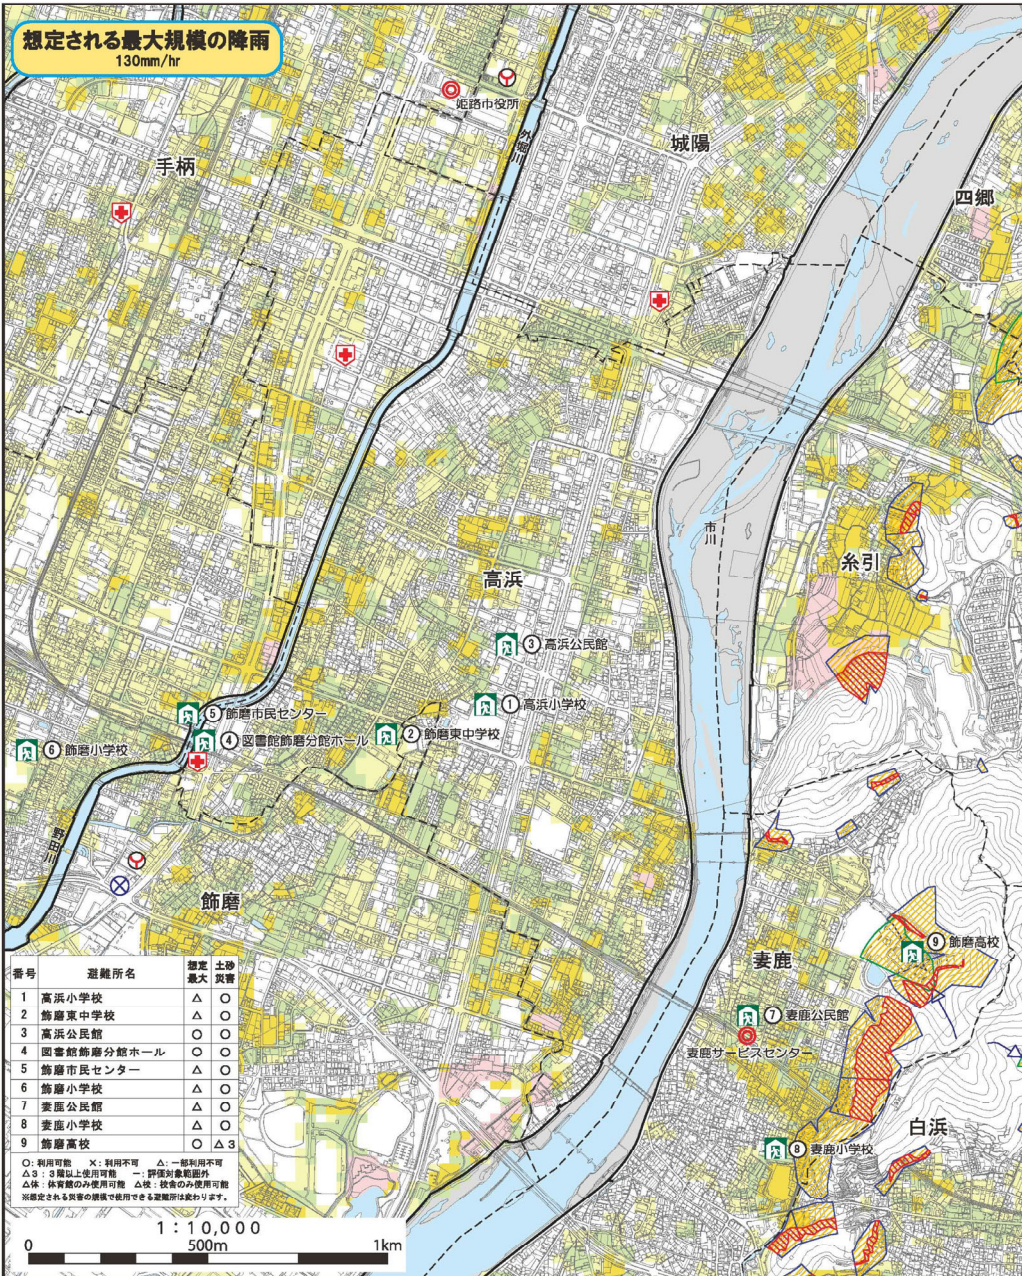 想定される最大規模の降雨
130mm/hr
姫路市役所
外堀川
城陽
手柄
四郷
市川
糸引
高浜
③ 高浜公民館
① 高浜小学校
⑤ 飾磨市民センター
② 飾磨東中学校
④ 図書館飾磨分館ホール
⑥ 飾磨小学校
野田川
飾磨
⑨ 飾磨高校
妻鹿
⑦ 妻鹿公民館
妻鹿サービスセンター
白浜
⑧ 妻鹿小学校
番号 避難所名 想定最大 土砂災害
1 高浜小学校 △ ○
2 飾磨東中学校 △ ○
3 高浜公民館 ○ ○
4 図書館飾磨分館ホール ○ ○
5 飾磨市民センター △ ○
6 飾磨小学校 △ ○
7 妻鹿公民館 △ ○
8 妻鹿小学校 △ ○
9 飾磨高校 ○ △3
○:利用可能 ×:利用不可 △:一部利用不可
△3:3階以上使用可能 ー:評価対象範囲外
△体:体育館のみ使用可能 △校:校舎のみ使用可能
※想定される災害の規模で使用できる避難所は変わります。
1:10,000
0 500m 1km